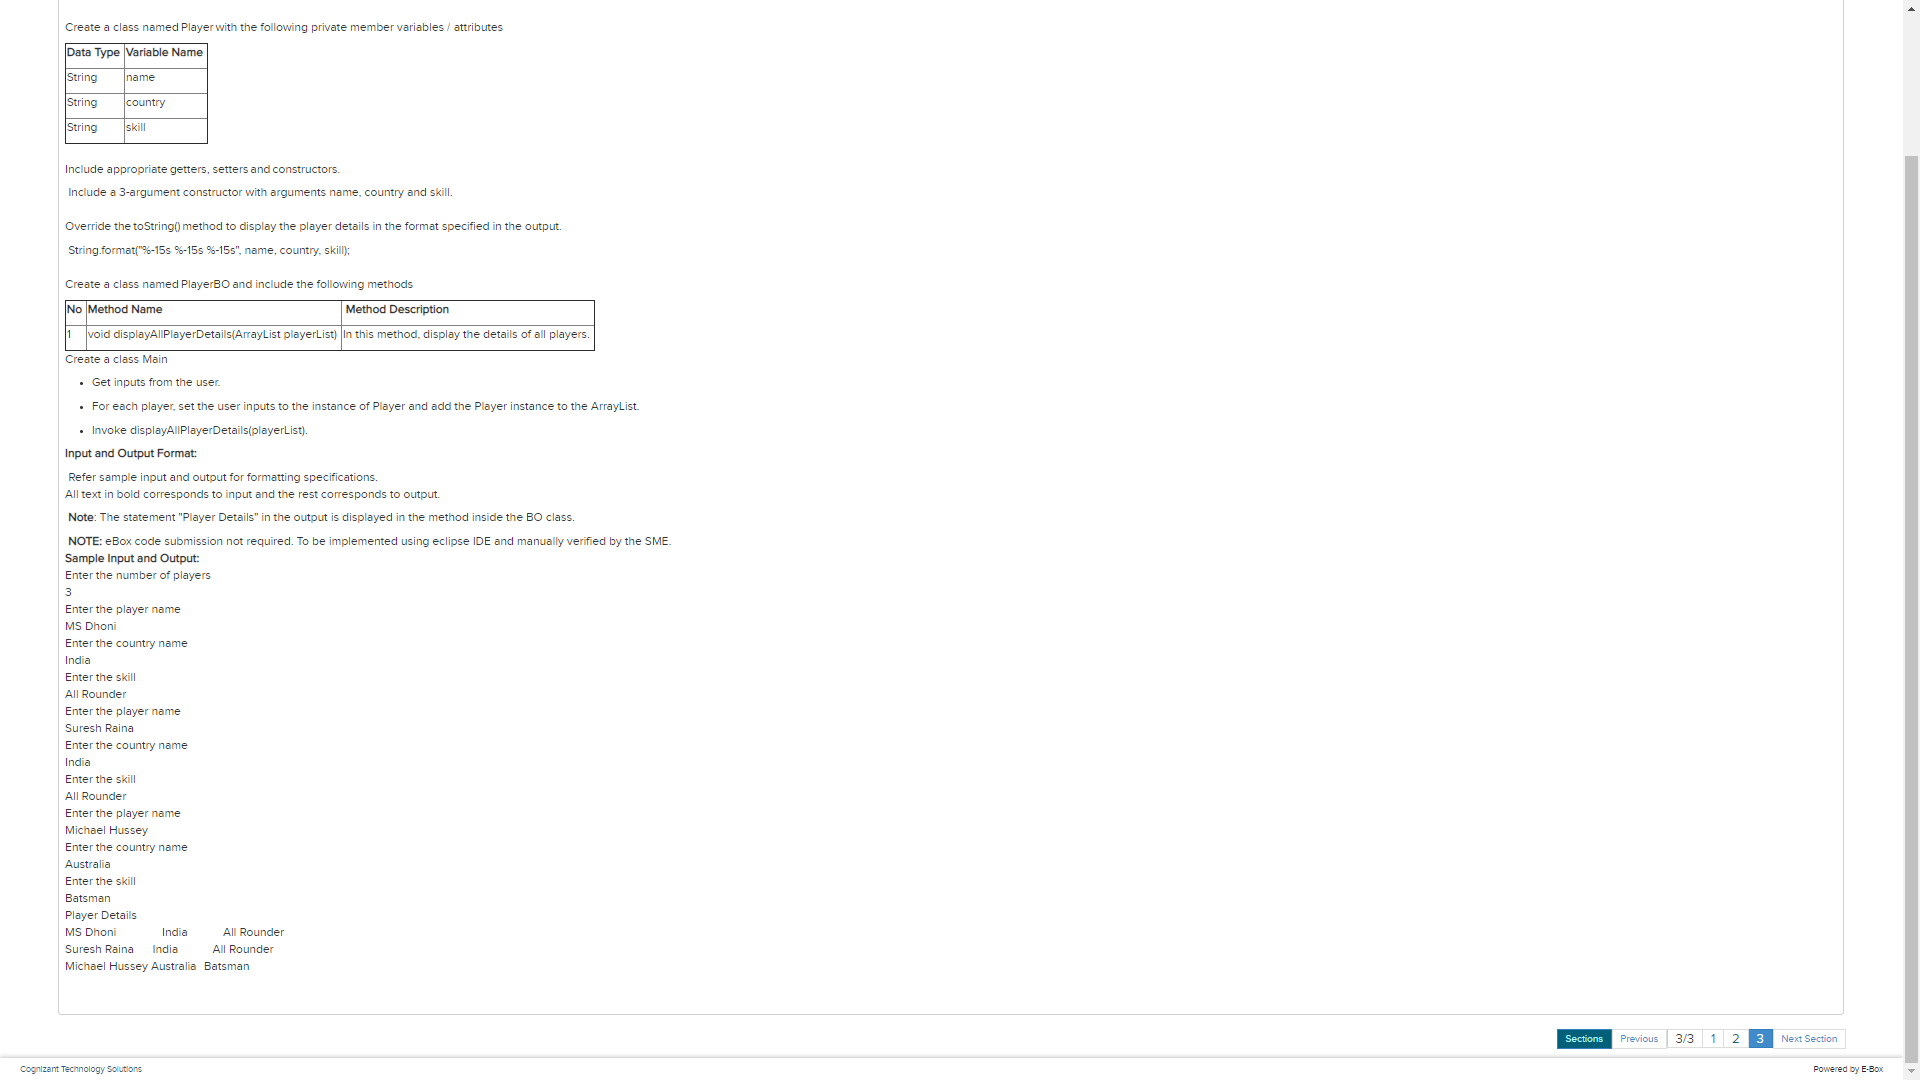 Create a class named Player with the following private member variables / attributes
Data Type Variable Name
String name
String country
String skill
Include appropriate getters, setters and constructors.
Include a 3-argument constructor with arguments name, country and skill.
Override the toString() method to display the player details in the format specified in the output.
String.format("%-15s %-15s %-15s", name, country, skill);
Create a class named PlayerBO and include the following methods
No Method Name Method Description
1 void displayAllPlayerDetails(ArrayList playerList) In this method, display the details of all players.
Create a class Main
• Get inputs from the user.
• For each player, set the user inputs to the instance of Player and add the Player instance to the ArrayList.
• Invoke displayAllPlayerDetails(playerList).
Input and Output Format:
Refer sample input and output for formatting specifications.
All text in bold corresponds to input and the rest corresponds to output.
Note: The statement "Player Details" in the output is displayed in the method inside the BO class.
NOTE: eBox code submission not required. To be implemented using eclipse IDE and manually verified by the SME.
Sample Input and Output:
Enter the number of players
3
Enter the player name
MS Dhoni
Enter the country name
India
Enter the skill
All Rounder
Enter the player name
Suresh Raina
Enter the country name
India
Enter the skill
All Rounder
Enter the player name
Michael Hussey
Enter the country name
Australia
Enter the skill
Batsman
Player Details
MS Dhoni India All Rounder
Suresh Raina India All Rounder
Michael Hussey Australia Batsman
Sections Previous 3/3 1 2 3 Next Section
Cognizant Technology Solutions Powered by E-Box